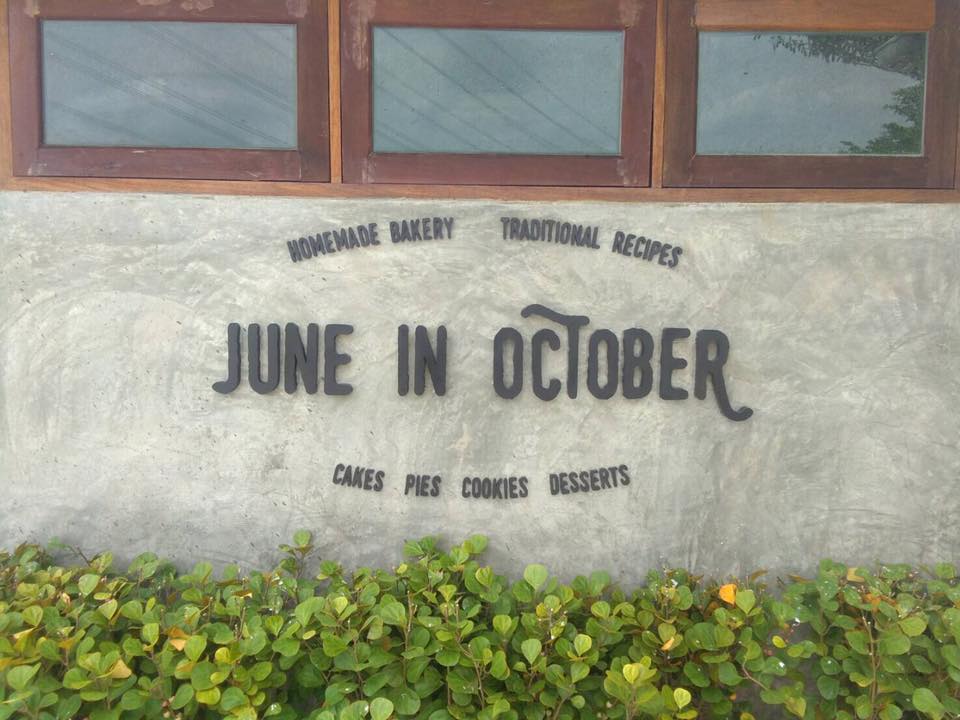 HOMEMADE BAKERY TRADITIONAL RECIPES
JUNE IN OCTOBER
CAKES PIES COOKIES DESSERTS